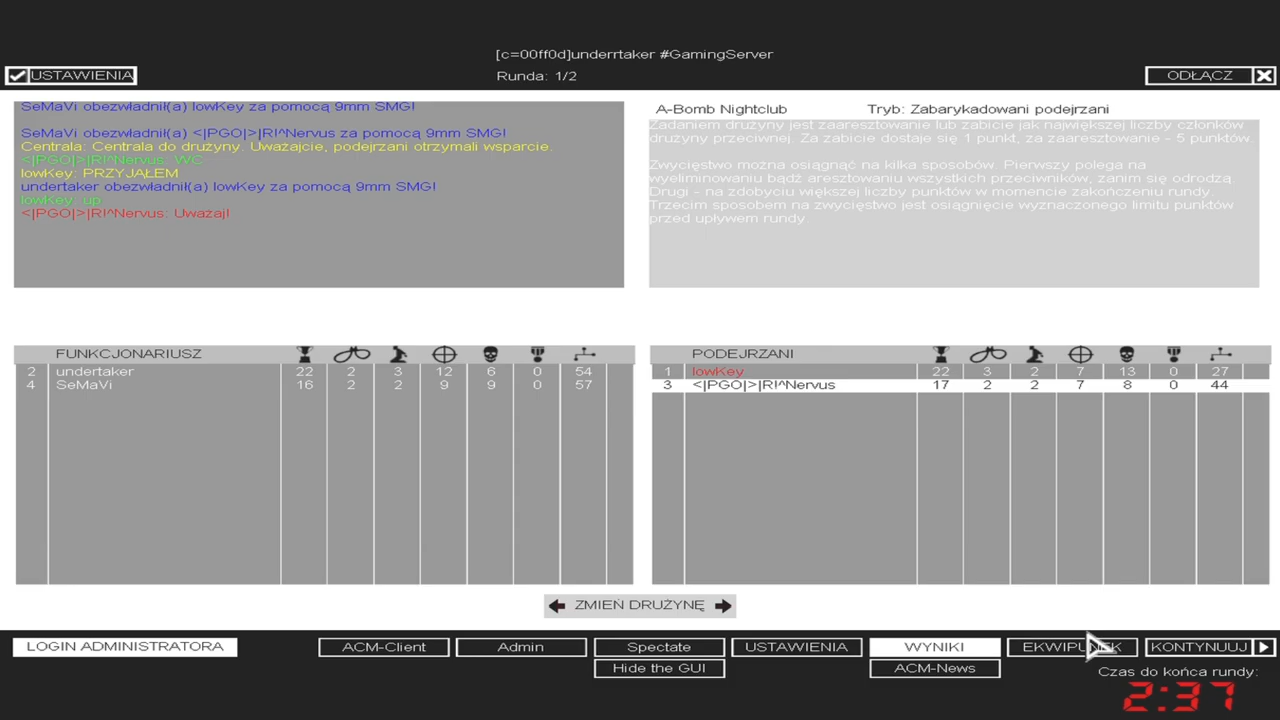 [c=00ff0d]underrtaker #GamingServer
USTAWIENIA
Runda: 1/2
ODŁĄCZ
SeMaVi obezwładnił(a) lowKey za pomocą 9mm SMG!
SeMaVi obezwładnił(a) <|PGO|>|R!^Nervus za pomocą 9mm SMG!
Centrala: Centrala do drużyny. Uważajcie, podejrzani otrzymali wsparcie.
<|PGO|>|R!^Nervus: WC
lowKey: PRZYJĄŁEM
undertaker obezwładnił(a) lowKey za pomocą 9mm SMG!
lowKey: up
<|PGO|>|R!^Nervus: Uważaj!
A-Bomb Nightclub Tryb: Zabarykadowani podejrzani
Zadaniem drużyny jest zaaresztowanie lub zabicie jak największej liczby członków
drużyny przeciwnej. Za zabicie dostaje się 1 punkt, za zaaresztowanie - 5 punktów.
Zwycięstwo można osiągnąć na kilka sposobów. Pierwszy polega na
wyeliminowaniu bądź aresztowaniu wszystkich przeciwników, zanim się odrodzą.
Drugi - na zdobyciu większej liczby punktów w momencie zakończeniu rundy.
Trzecim sposobem na zwycięstwo jest osiągnięcie wyznaczonego limitu punktów
przed upływem rundy
FUNKCJONARIUSZ
2 undertaker 22 2 3 12 6 0 54
4 SeMaVi 16 2 2 9 9 0 57
PODEJRZANI
1 lowKey 22 3 2 7 13 0 27
3 <|PGO|>|R!^Nervus 17 2 2 7 8 0 44
ZMIEŃ DRUŻYNĘ
LOGIN ADMINISTRATORA
ACM-Client
Admin
Spectate
USTAWIENIA
WYNIKI
EKWIPUNEK
KONTYNUUJ
Hide the GUI
ACM-News
Czas do końca rundy:
2:37